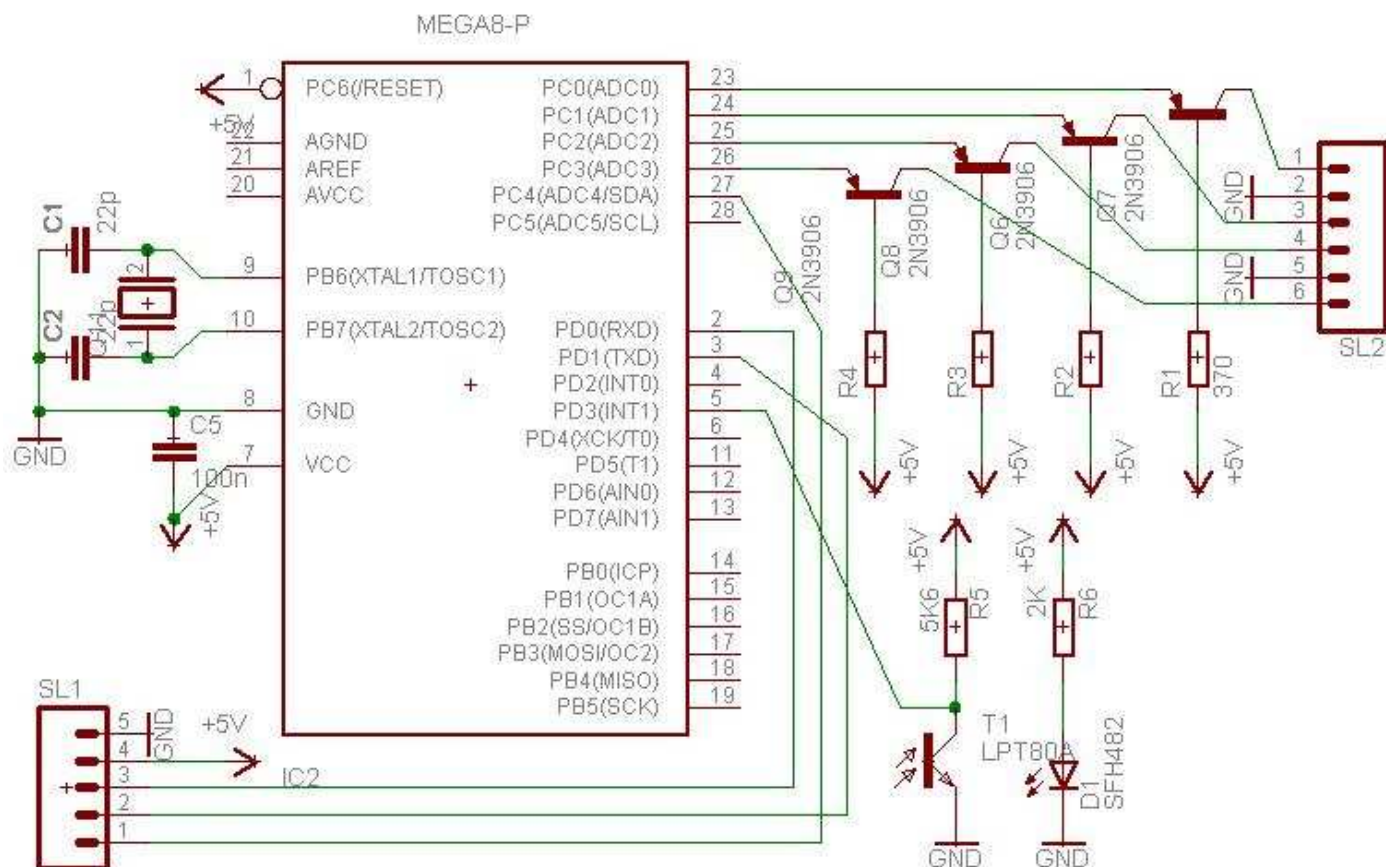 MEGA8-P
1
PC6(/RESET)
+5V
22
AGND
21
AREF
20
AVCC
9
PB6(XTAL1/TOSC1)
10
PB7(XTAL2/TOSC2)
8
GND
7
VCC
PC0(ADC0)
23
PC1(ADC1)
24
PC2(ADC2)
25
PC3(ADC3)
26
PC4(ADC4/SDA)
27
PC5(ADC5/SCL)
28
PD0(RXD)
2
PD1(TXD)
3
PD2(INT0)
4
PD3(INT1)
5
PD4(XCK/T0)
6
PD5(T1)
11
PD6(AIN0)
12
PD7(AIN1)
13
PB0(ICP)
14
PB1(OC1A)
15
PB2(SS/OC1B)
16
PB3(MOSI/OC2)
17
PB4(MISO)
18
PB5(SCK)
19
IC2
C1
22p
2
C2
22p
1
GND
C5
100n
+5V
Q9
2N3906
Q8
2N3906
Q6
2N3906
Q7
2N3906
1
GND
2
3
4
GND
5
6
SL2
R4
R3
R2
R1
370
+5V
+5V
+5V
+5V
+5V
+5V
5K6
R5
2K
R6
T1
LPT80A
D1
SFH482
GND
GND
SL1
5
GND
4
+5V
3
2
1